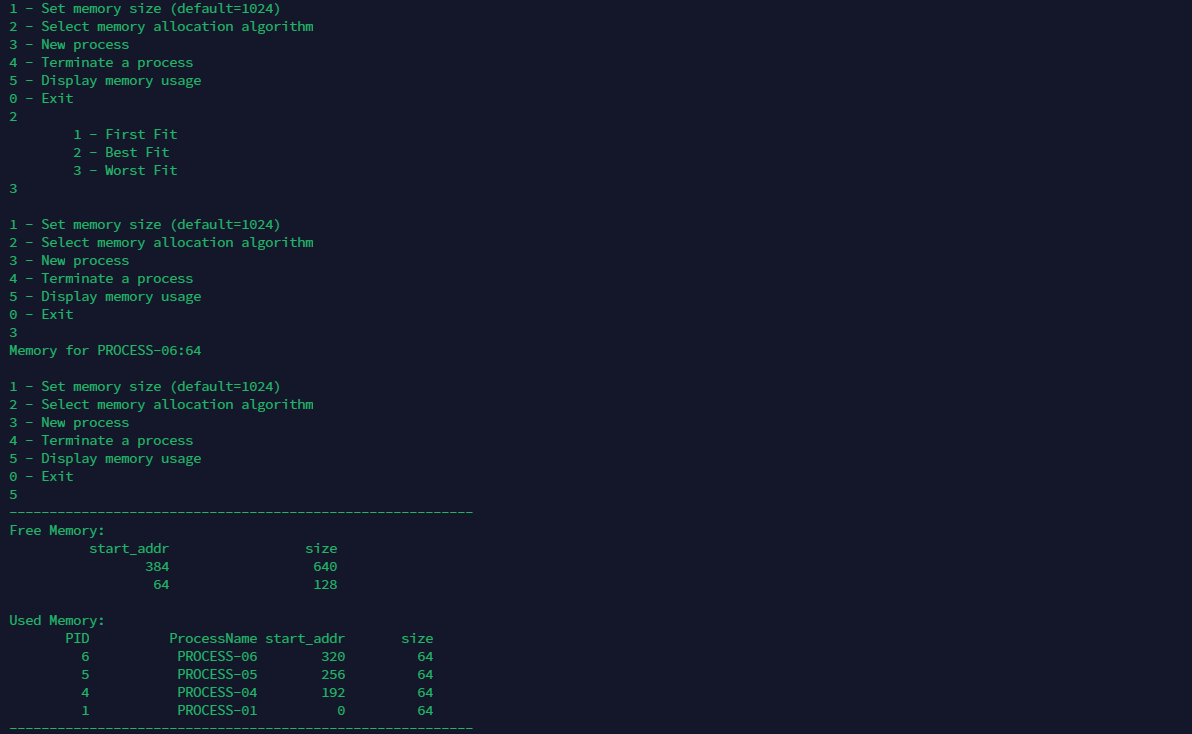 1 - Set memory size (default=1024)
2 - Select memory allocation algorithm
3 - New process
4 - Terminate a process
5 - Display memory usage
0 - Exit
2
1 - First Fit
2 - Best Fit
3 - Worst Fit
3
1 - Set memory size (default=1024)
2 - Select memory allocation algorithm
3 - New process
4 - Terminate a process
5 - Display memory usage
0 - Exit
3
Memory for PROCESS-06:64
1 - Set memory size (default=1024)
2 - Select memory allocation algorithm
3 - New process
4 - Terminate a process
5 - Display memory usage
0 - Exit
5
----------------------------------------------------------
Free Memory:
start_addr size
384 640
64 128
Used Memory:
PID ProcessName start_addr size
6 PROCESS-06 320 64
5 PROCESS-05 256 64
4 PROCESS-04 192 64
1 PROCESS-01 0 64
----------------------------------------------------------